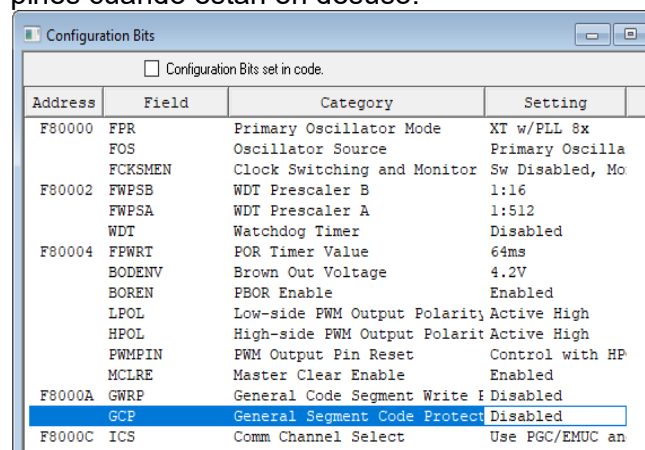 pines cuando están en desuso.
Configuration Bits
Configuration Bits set in code.
Address Field Category Setting
F80000 FPR Primary Oscillator Mode XT w/PLL 8x
FOS Oscillator Source Primary Oscilla
FCKSMEN Clock Switching and Monitor Sw Disabled, Mo
F80002 FWPSB WDT Prescaler B 1:16
FWPSA WDT Prescaler A 1:512
WDT Watchdog Timer Disabled
F80004 FPWRT POR Timer Value 64ms
BODENV Brown Out Voltage 4.2V
BOREN PBOR Enable Enabled
LPOL Low-side PWM Output Polarity Active High
HPOL High-side PWM Output Polarit Active High
PWMPIN PWM Output Pin Reset Control with HP
MCLRE Master Clear Enable Enabled
F8000A GWRP General Code Segment Write P Disabled
GCP General Segment Code Protect Disabled
F8000C ICS Comm Channel Select Use PGC/EMUC an